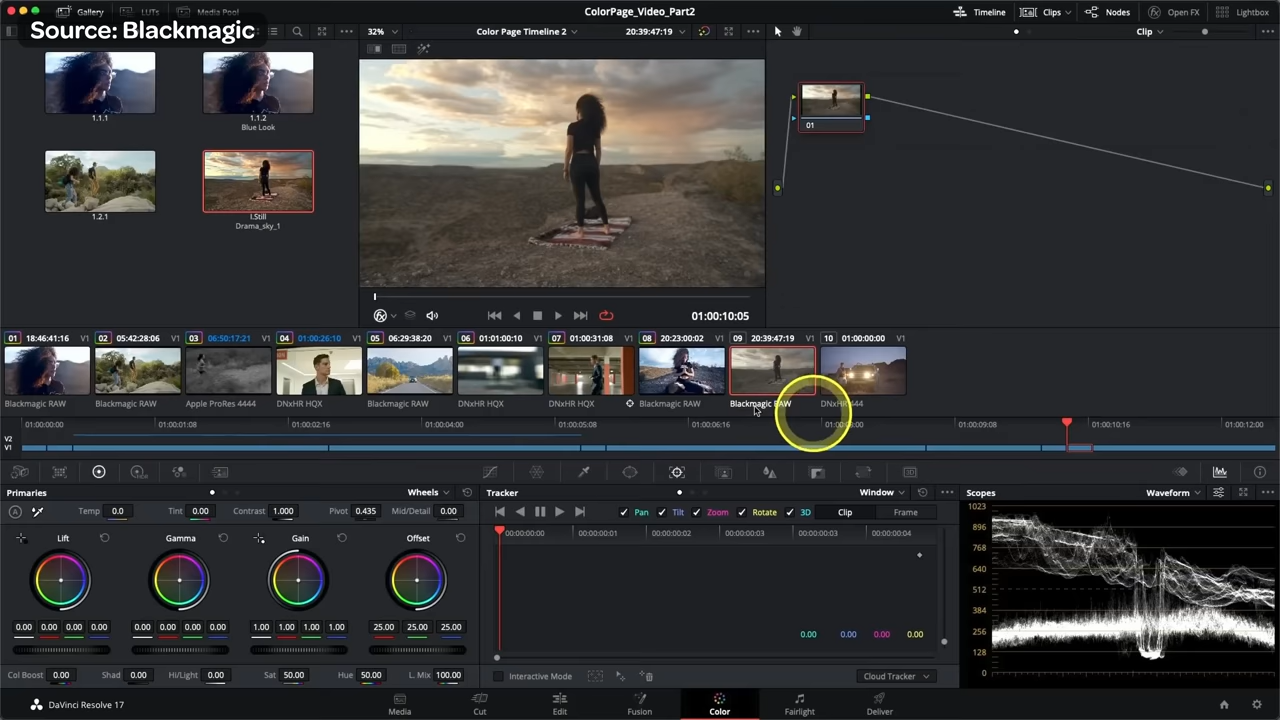 Gallery LUTs Media Pool ColorPage_Video_Part2 Timeline Clips Nodes Open FX Lightbox
Source: Blackmagic
32% Color Page Timeline 2 20:39:47:19 Clip
1.1.1
1.1.2
Blue Look
1.2.1
I.Still
Drama_sky_1
01
01:00:10:05
01 18:46:41:16 V1 02 05:42:28:06 V1 03 06:50:17:21 V1 04 01:00:26:10 V1 05 06:29:38:20 V1 06 01:01:00:10 V1 07 01:00:31:08 V1 08 20:23:00:02 V1 09 20:39:47:19 V1 10 01:00:00:00 V1
Blackmagic RAW Blackmagic RAW Apple ProRes 4444 DNxHR HQX Blackmagic RAW DNxHR HQX DNxHR HQX Blackmagic RAW Blackmagic RAW DNxHR 444
01:00:00:00 01:00:01:08 01:00:02:16 01:00:04:00 01:00:05:08 01:00:06:16 01:00:08:00 01:00:09:08 01:00:10:16 01:00:12:00
V2
V1
Primaries Wheels Tracker Window Scopes Waveform
Temp 0.0 Tint 0.00 Contrast 1.000 Pivot 0.435 Mid/Detail 0.00
Pan Tilt Zoom Rotate 3D Clip Frame
Lift Gamma Gain Offset
00:00:00:00 00:00:00:01 00:00:00:02 00:00:00:03 00:00:00:03 00:00:00:04
1023
896
768
640
512
384
256
128
0
0.00 0.00 0.00 0.00 0.00 0.00 0.00 0.00 1.00 1.00 1.00 1.00 25.00 25.00 25.00
0.00 0.00 0.00 0.00
Col Boost 0.00 Shad 0.00 Hi/Light 0.00 Sat 50.00 Hue 50.00 L. Mix 100.00
Interactive Mode Cloud Tracker
DaVinci Resolve 17 Media Cut Edit Fusion Color Fairlight Deliver